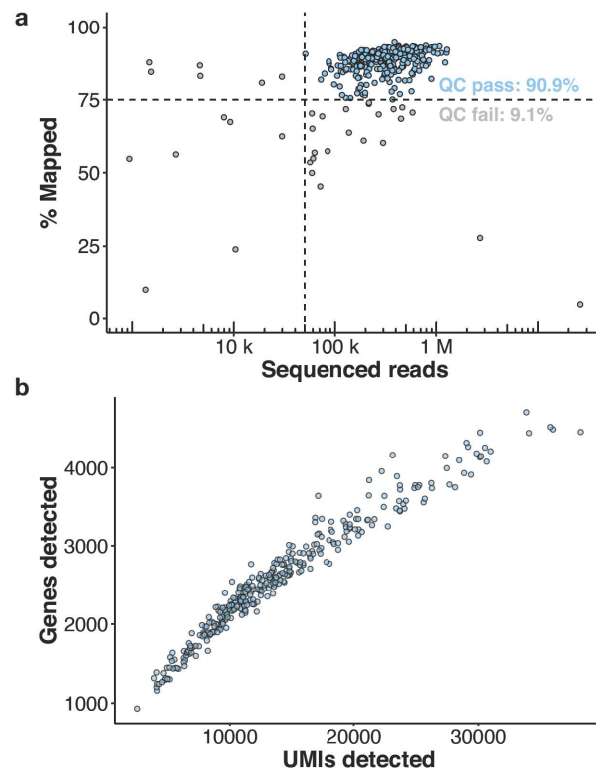 a
100
75
50
25
0
% Mapped
QC pass: 90.9%
QC fail: 9.1%
10 k
100 k
1 M
Sequenced reads
b
4000
3000
2000
1000
Genes detected
10000
20000
30000
UMIs detected